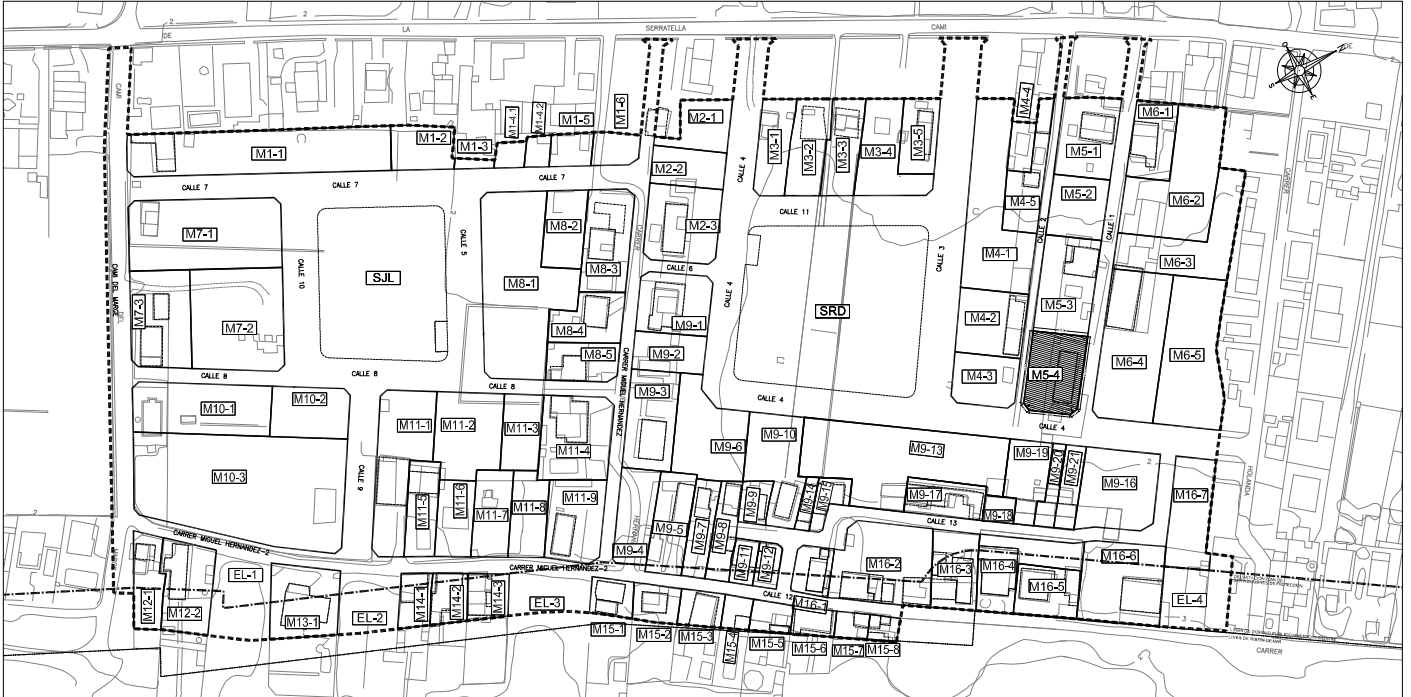 DE
LA
SERRATELLA
CAMI
DE
2
2
CAMI
M1-1
M1-2
M1-3
M1-4.1
M1-4.2
M1-5
M1-6
M2-1
M2-2
M2-3
M3-1
M3-2
M3-3
M3-4
M3-5
M4-4
M4-5
M4-1
M4-2
M4-3
M5-1
M5-2
M5-3
M5-4
M6-1
M6-2
M6-3
M6-4
M6-5
CALLE 7
CALLE 7
CALLE 7
CALLE 4
CALLE 11
CALLE 2
CALLE 1
CARRER
M7-1
M7-2
M7-3
CALLE 10
SJL
CALLE 5
M8-1
M8-2
M8-3
M8-4
M8-5
CARRER
CALLE 6
CALLE 4
CALLE 3
SRD
M9-1
M9-2
M9-3
CAMI DEL MARGE
DEL
CALLE 8
CALLE 8
CALLE 8
CARRER MIGUEL HERNANDEZ
CALLE 4
CALLE 4
M10-1
M10-2
M10-3
CALLE 9
M11-1
M11-2
M11-3
M11-4
M11-5
M11-6
M11-7
M11-8
M11-9
M9-6
M9-10
M9-13
M9-19
M9-20
M9-21
M9-16
M16-7
HOLANDA
M9-4
M9-5
M9-7
M9-8
M9-9
M9-14
M9-15
M9-17
M9-18
M9-11
M9-12
CALLE 13
CARRER MIGUEL HERNANDEZ-2
CARRER MIGUEL HERNANDEZ-2
CALLE 12
M12-1
M12-2
EL-1
M13-1
EL-2
M14-1
M14-2
M14-3
EL-3
M15-1
M15-2
M15-3
M15-4
M15-5
M15-6
M15-7
M15-8
M16-1
M16-2
M16-3
M16-4
M16-5
M16-6
EL-4
CARRER